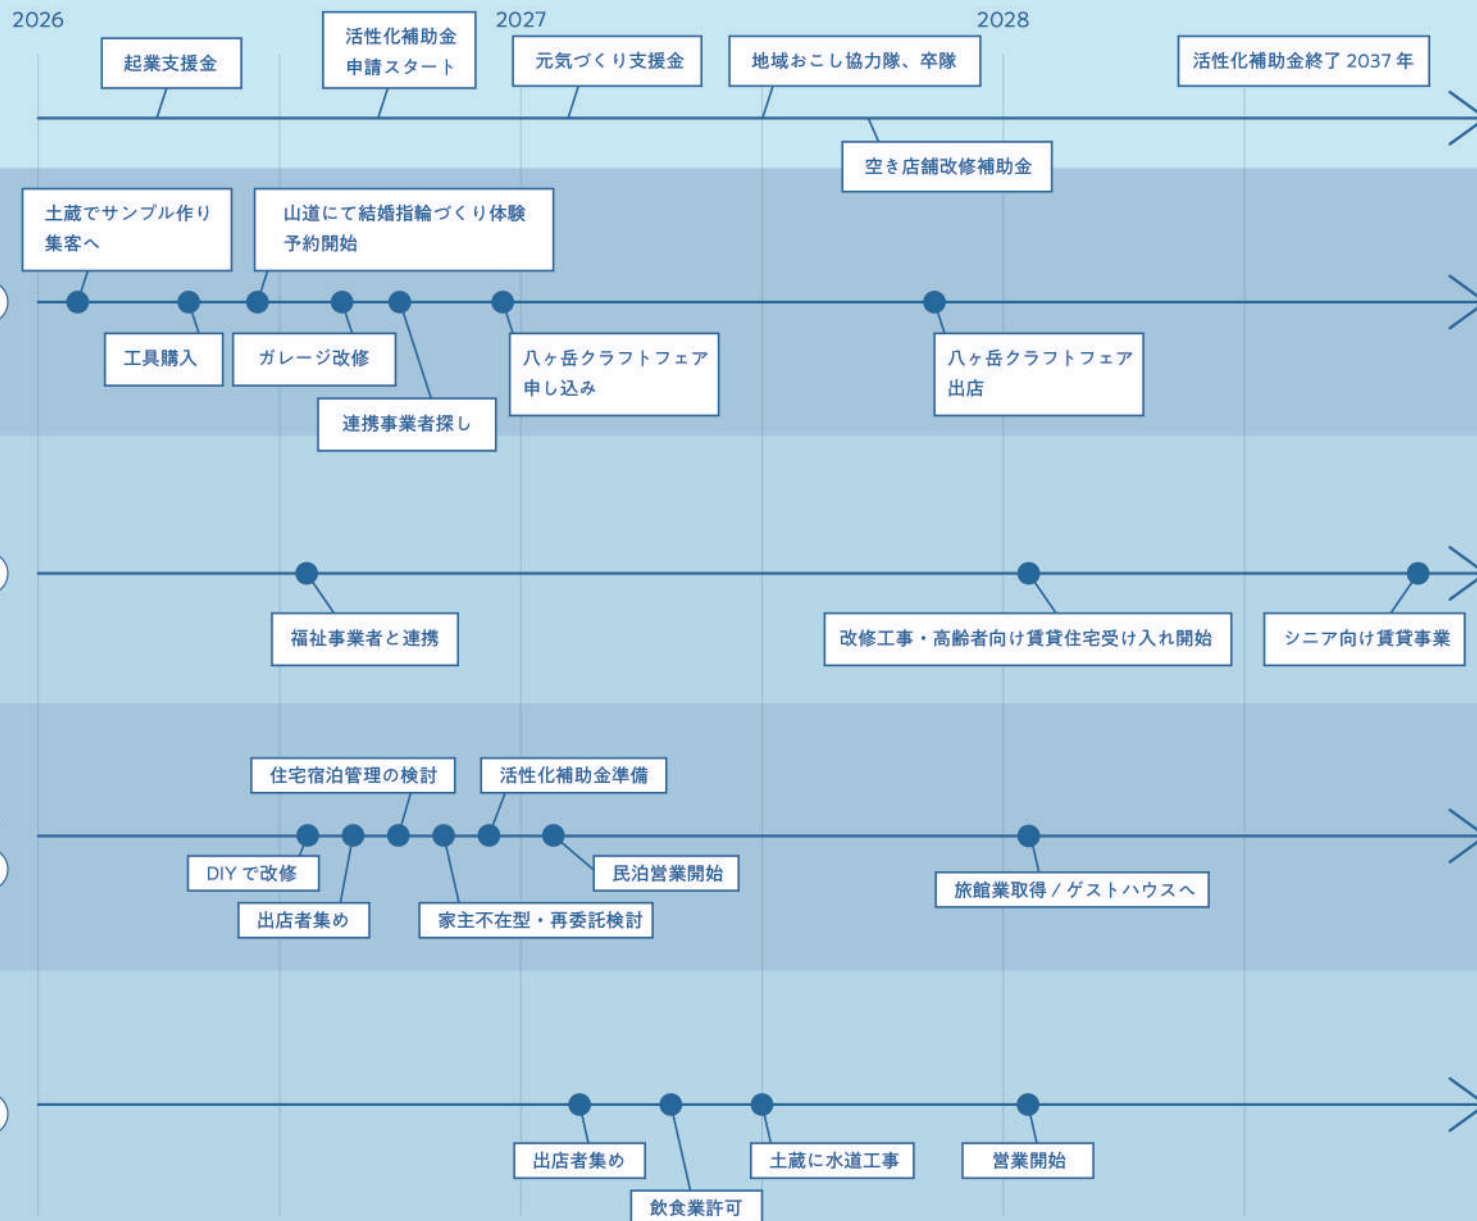 2026
2027
2028
起業支援金
活性化補助金
申請スタート
元気づくり支援金
地域おこし協力隊、卒隊
活性化補助金終了 2037 年
空き店舗改修補助金
土蔵でサンプル作り
集客へ
山道にて結婚指輪づくり体験
予約開始
工具購入
ガレージ改修
連携事業者探し
八ヶ岳クラフトフェア
申し込み
八ヶ岳クラフトフェア
出店
福祉事業者と連携
改修工事・高齢者向け賃貸住宅受け入れ開始
シニア向け賃貸事業
住宅宿泊管理の検討
活性化補助金準備
DIY で改修
民泊営業開始
旅館業取得 / ゲストハウスへ
出店者集め
家主不在型・再委託検討
出店者集め
土蔵に水道工事
営業開始
飲食業許可